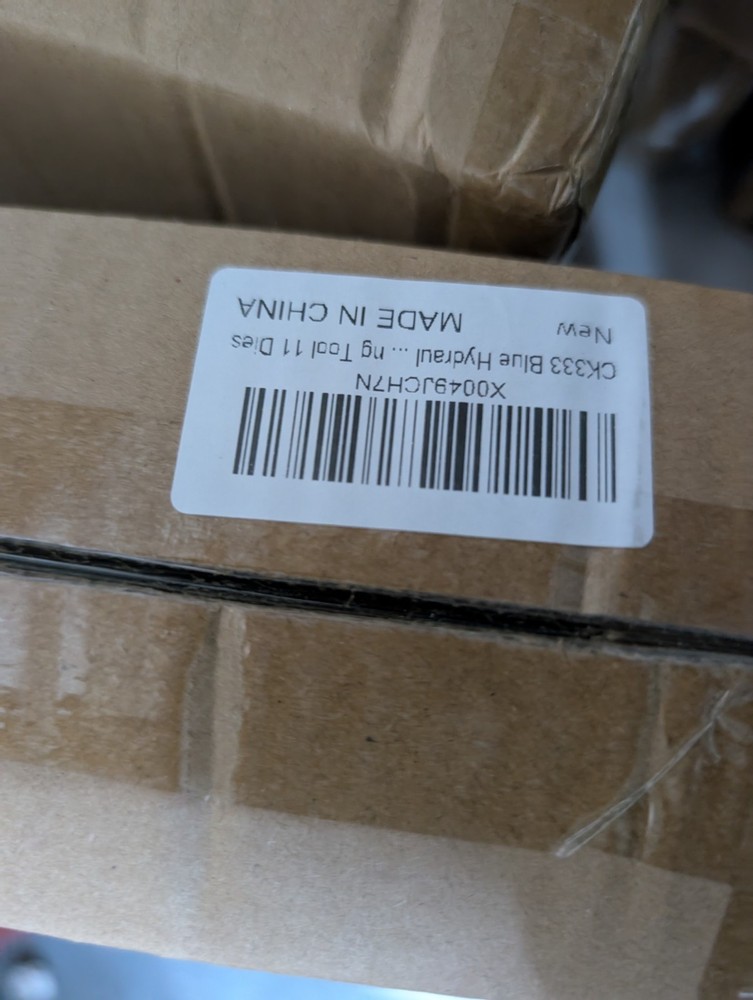 X0049JCH7N
CK333 Blue Hydraul ... ng Tool 11 Dies
New MADE IN CHINA